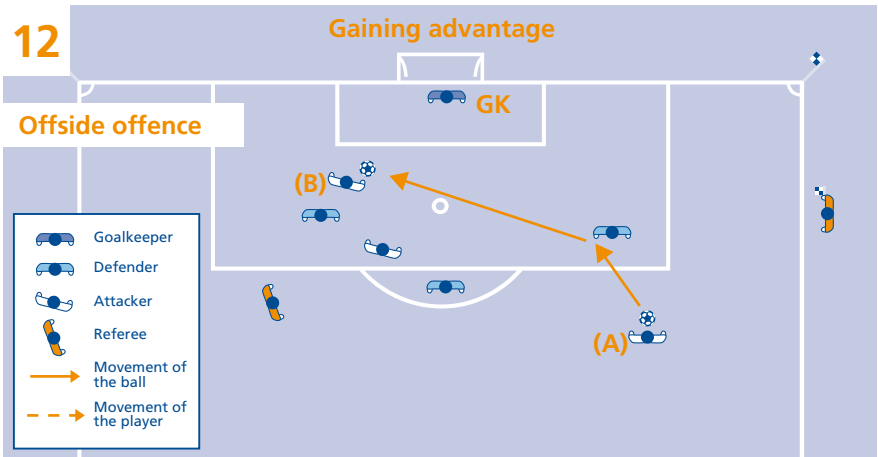 12
Gaining advantage
GK
Offside offence
(B)
(A)
Goalkeeper
Defender
Attacker
Referee
Movement of
the ball
Movement of
the player